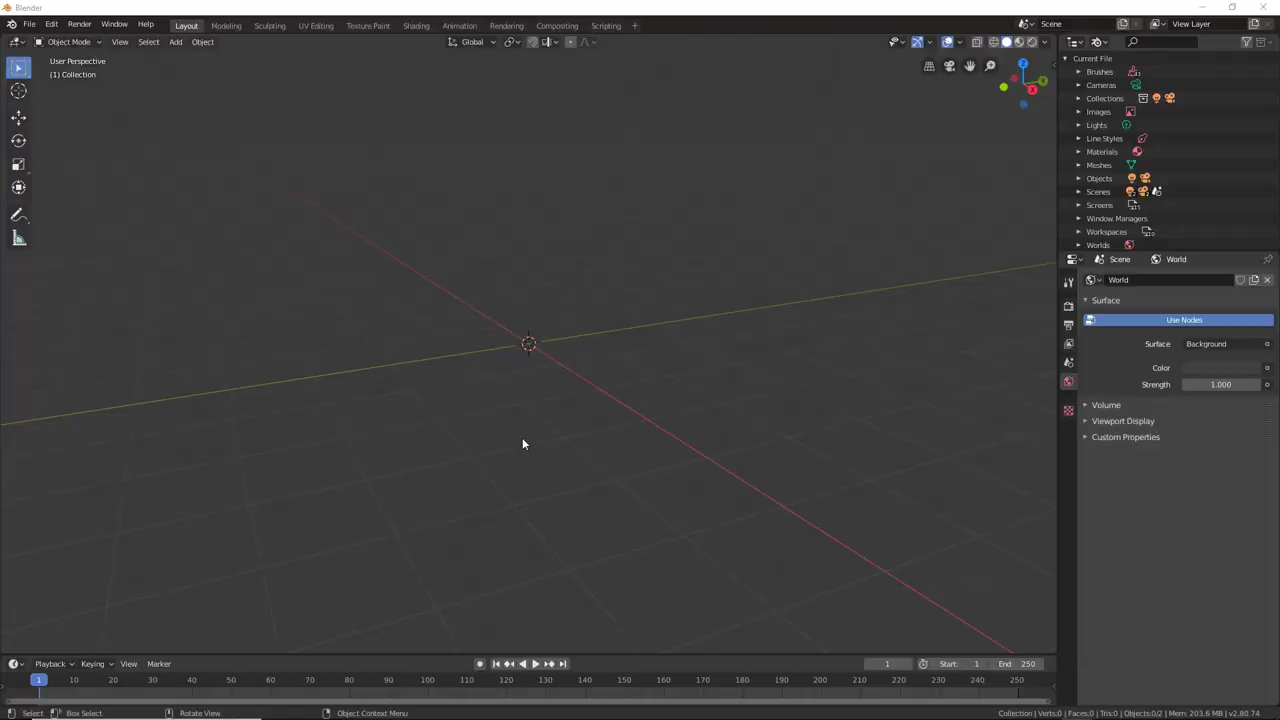 Blender
File Edit Render Window Help Layout Modeling Sculpting UV Editing Texture Paint Shading Animation Rendering Compositing Scripting + Scene View Layer
Object Mode View Select Add Object Global
User Perspective
(1) Collection
Z
Y
X
Current File
Brushes
Cameras
Collections
Images
Lights
Line Styles
Materials
Meshes
Objects
Scenes
Screens
Window Managers
Workspaces
Worlds
Scene World
World
Surface
Use Nodes
Surface Background
Color
Strength 1.000
Volume
Viewport Display
Custom Properties
Playback Keying View Marker 1 Start: 1 End 250
1 10 20 30 40 50 60 70 80 90 100 110 120 130 140 150 160 170 180 190 200 210 220 230 240 250
Select Box Select Rotate View Object Context Menu Collection | Verts:0 | Faces:0 | Tris:0 | Objects:0/2 | Mem: 203.6 MB | v2.80.74